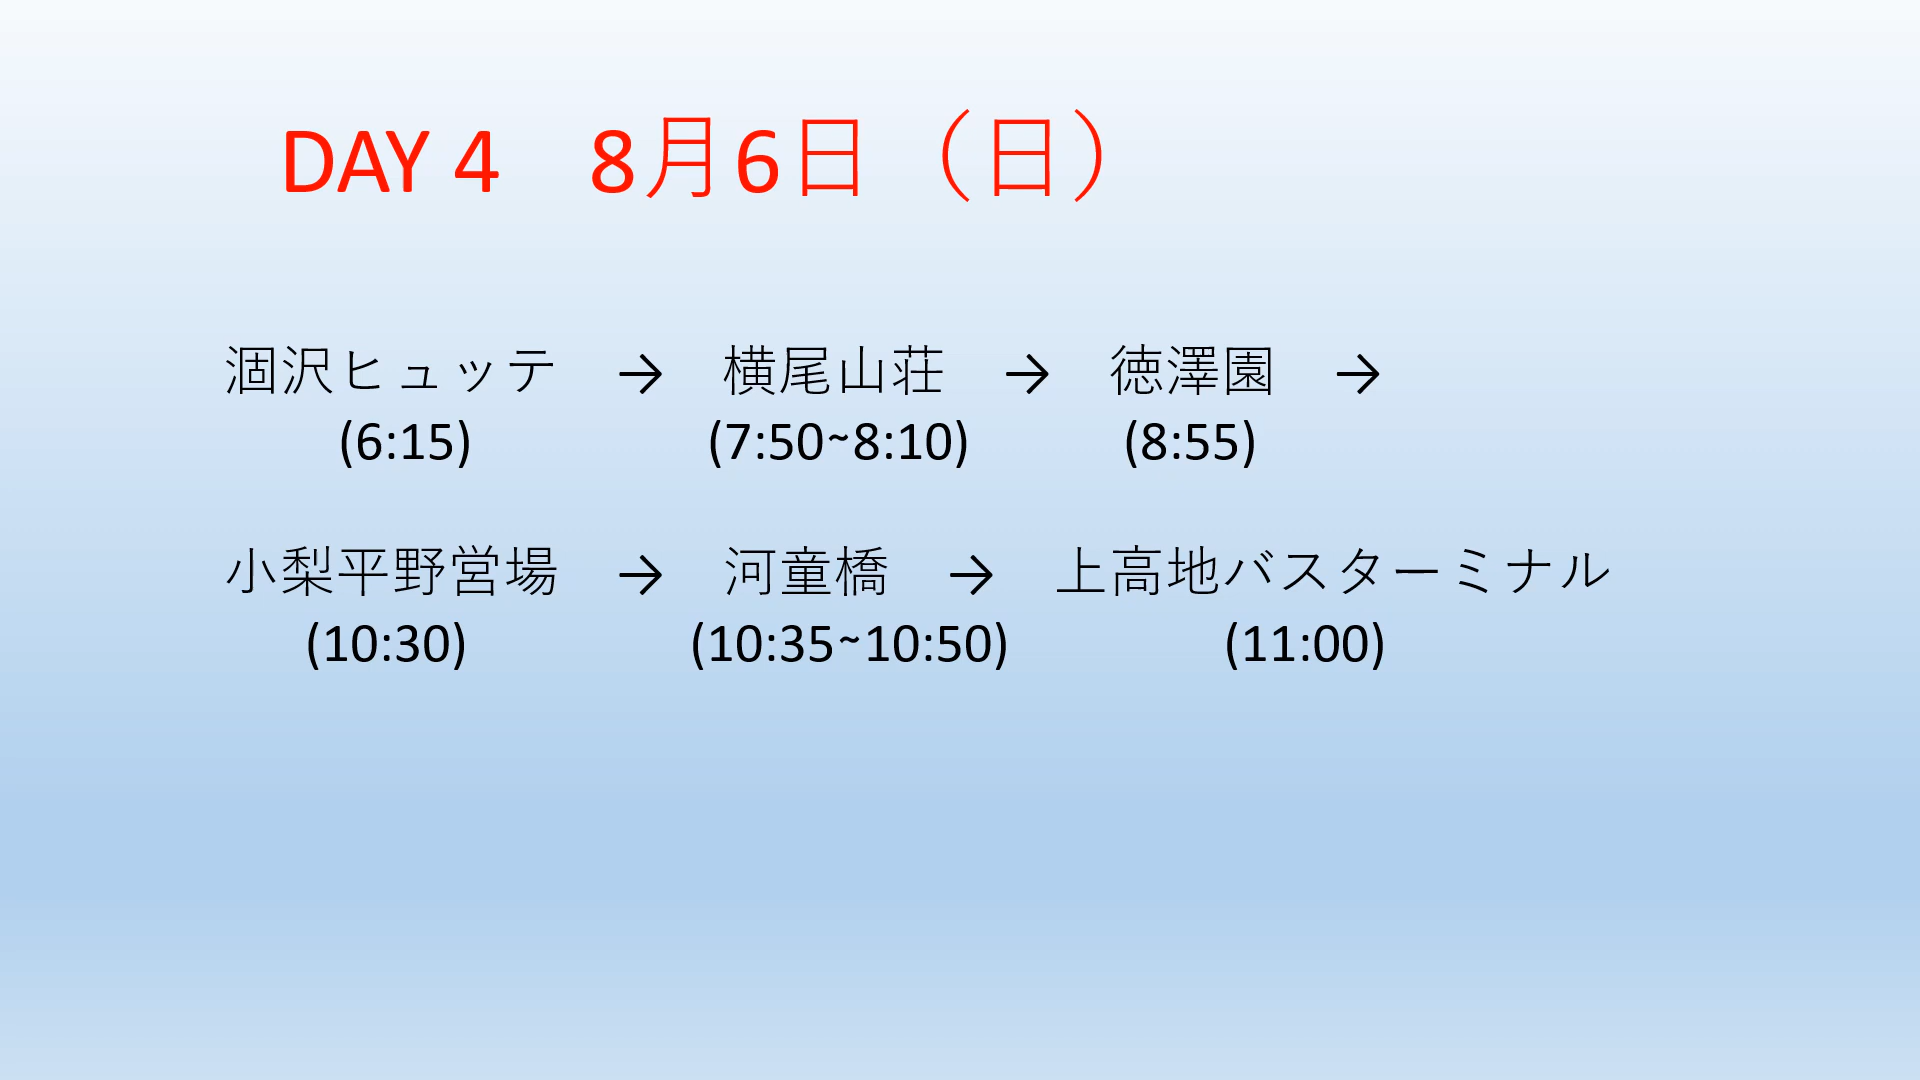 DAY 4　8月6日（日）
涸沢ヒュッテ　→　横尾山荘　→　徳澤園　→
(6:15)　(7:50~8:10)　(8:55)
小梨平野営場　→　河童橋　→　上高地バスターミナル
(10:30)　(10:35~10:50)　(11:00)